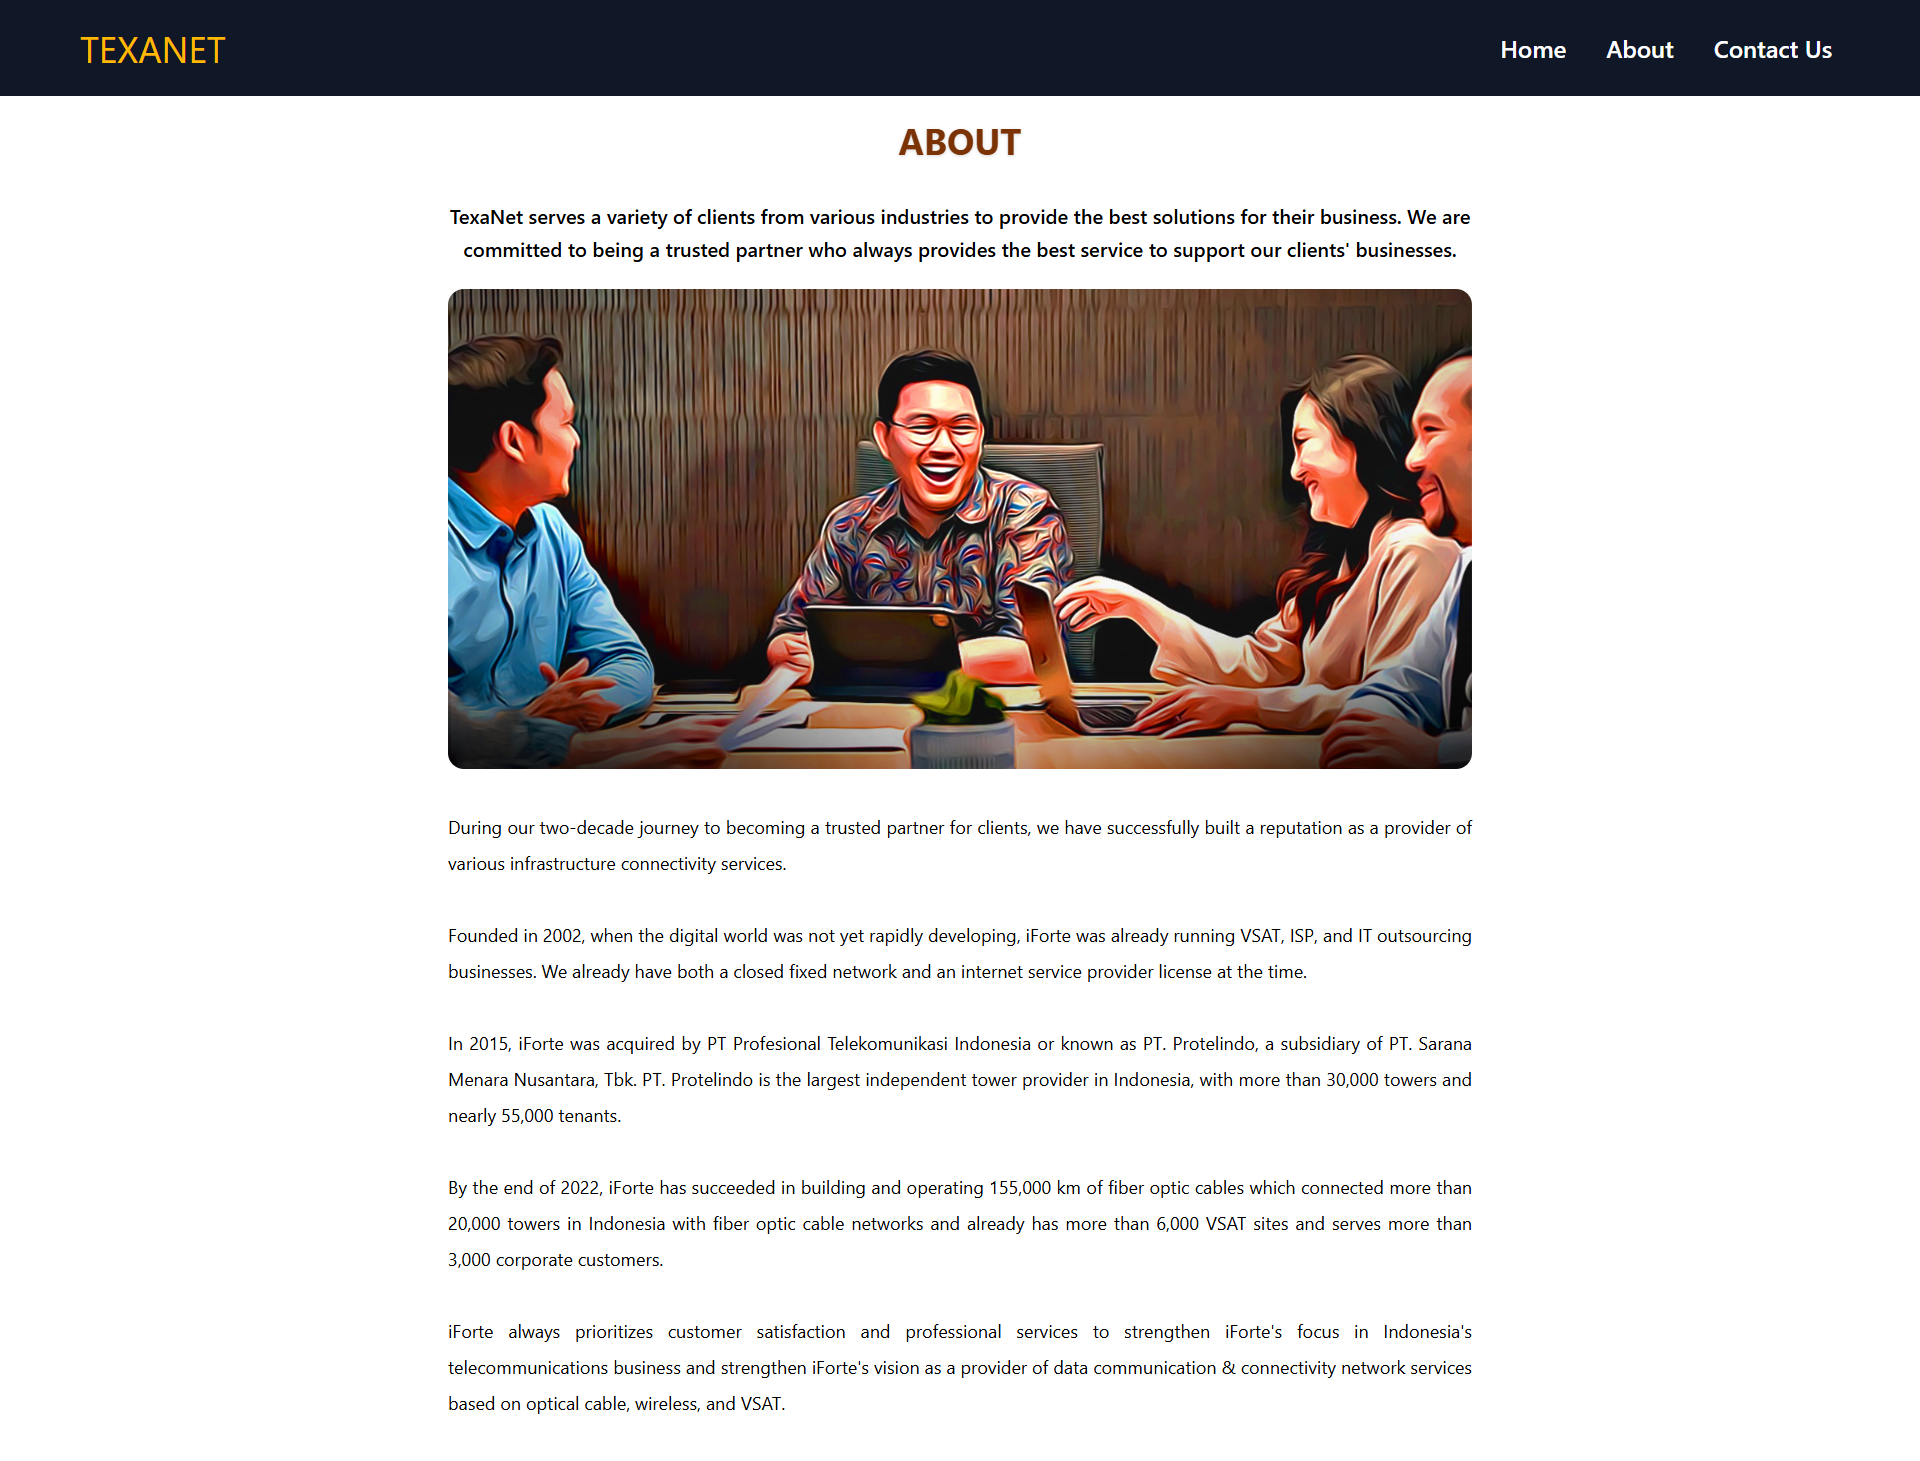 TEXANET
Home About Contact Us
ABOUT
TexaNet serves a variety of clients from various industries to provide the best solutions for their business. We are
committed to being a trusted partner who always provides the best service to support our clients' businesses.
During our two-decade journey to becoming a trusted partner for clients, we have successfully built a reputation as a provider of
various infrastructure connectivity services.
Founded in 2002, when the digital world was not yet rapidly developing, iForte was already running VSAT, ISP, and IT outsourcing
businesses. We already have both a closed fixed network and an internet service provider license at the time.
In 2015, iForte was acquired by PT Profesional Telekomunikasi Indonesia or known as PT. Protelindo, a subsidiary of PT. Sarana
Menara Nusantara, Tbk. PT. Protelindo is the largest independent tower provider in Indonesia, with more than 30,000 towers and
nearly 55,000 tenants.
By the end of 2022, iForte has succeeded in building and operating 155,000 km of fiber optic cables which connected more than
20,000 towers in Indonesia with fiber optic cable networks and already has more than 6,000 VSAT sites and serves more than
3,000 corporate customers.
iForte always prioritizes customer satisfaction and professional services to strengthen iForte's focus in Indonesia's
telecommunications business and strengthen iForte's vision as a provider of data communication & connectivity network services
based on optical cable, wireless, and VSAT.